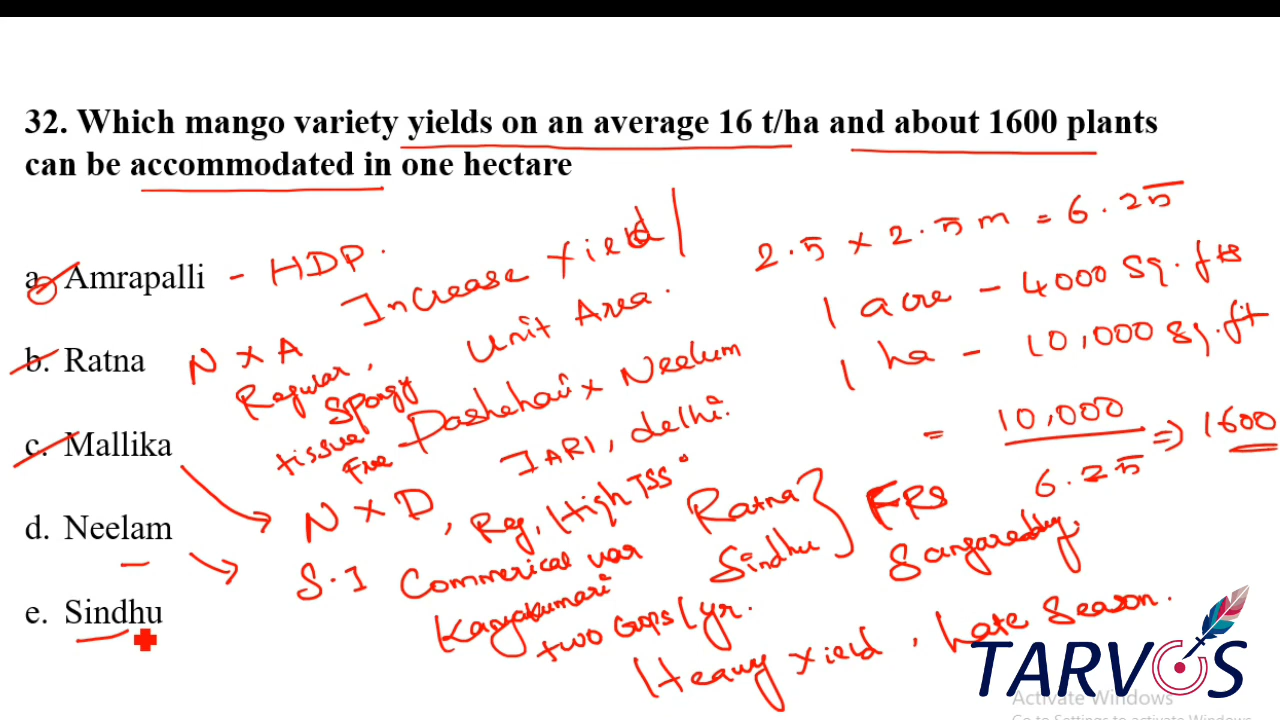 32. Which mango variety yields on an average 16 t/ha and about 1600 plants
can be accommodated in one hectare
a. Amrapalli - HDP.
Increase Yield/
Unit Area.
2.5 x 2.5 m = 6.25
1 acre - 4000 Sq. fts
1 ha - 10,000 Sq. ft
= 10,000
6.25
=> 1600
b. Ratna
N X A
Regular,
Spongy
tissue
Free
Dashehari x Neelum
IARI, delhi.
c. Mallika
N X D, Reg, High TSS
Ratna
Sindhu
} FRS
Sangareddy
d. Neelam
S.I Commerical var
Kanyakumari
two Crops/yr.
Heavy Yield, Late Season.
e. Sindhu
TARVOS
Activate Windows